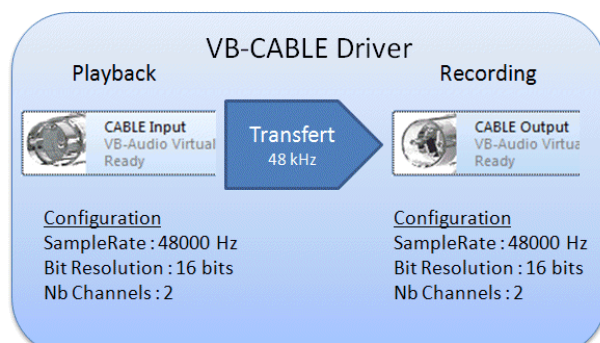 VB-CABLE Driver
Playback
Recording
CABLE Input
VB-Audio Virtual
Ready
Transfert
48 kHz
CABLE Output
VB-Audio Virtua
Ready
Configuration
SampleRate : 48000 Hz
Bit Resolution : 16 bits
Nb Channels : 2
Configuration
SampleRate : 48000 Hz
Bit Resolution : 16 bits
Nb Channels : 2